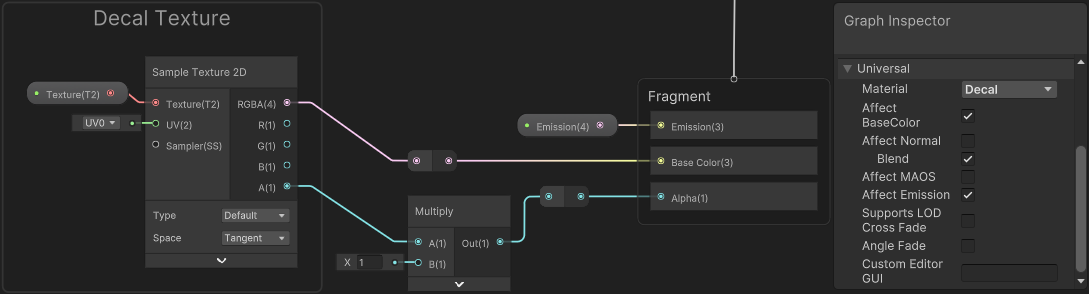 Decal Texture
Sample Texture 2D
Texture(T2)
Texture(T2)
RGBA(4)
UV0
UV(2)
R(1)
Sampler(SS)
G(1)
B(1)
A(1)
Type
Default
Space
Tangent
Multiply
A(1)
Out(1)
X
1
B(1)
Fragment
Emission(4)
Emission(3)
Base Color(3)
Alpha(1)
Graph Inspector
Universal
Material
Decal
Affect
BaseColor
Affect Normal
Blend
Affect MAOS
Affect Emission
Supports LOD
Cross Fade
Angle Fade
Custom Editor
GUI